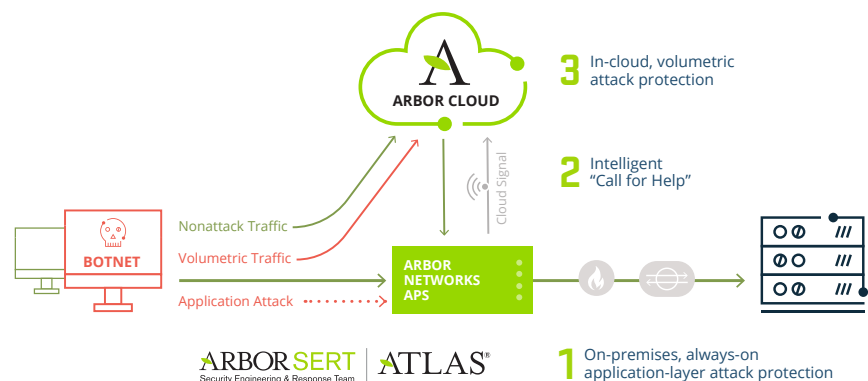 A
ARBOR CLOUD
3 In-cloud, volumetric
attack protection
2 Intelligent
“Call for Help”
Cloud Signal
Nonattack Traffic
Volumetric Traffic
Application Attack
BOTNET
ARBOR
NETWORKS
APS
ARBOR SERT
Security Engineering & Response Team
ATLAS®
1 On-premises, always-on
application-layer attack protection